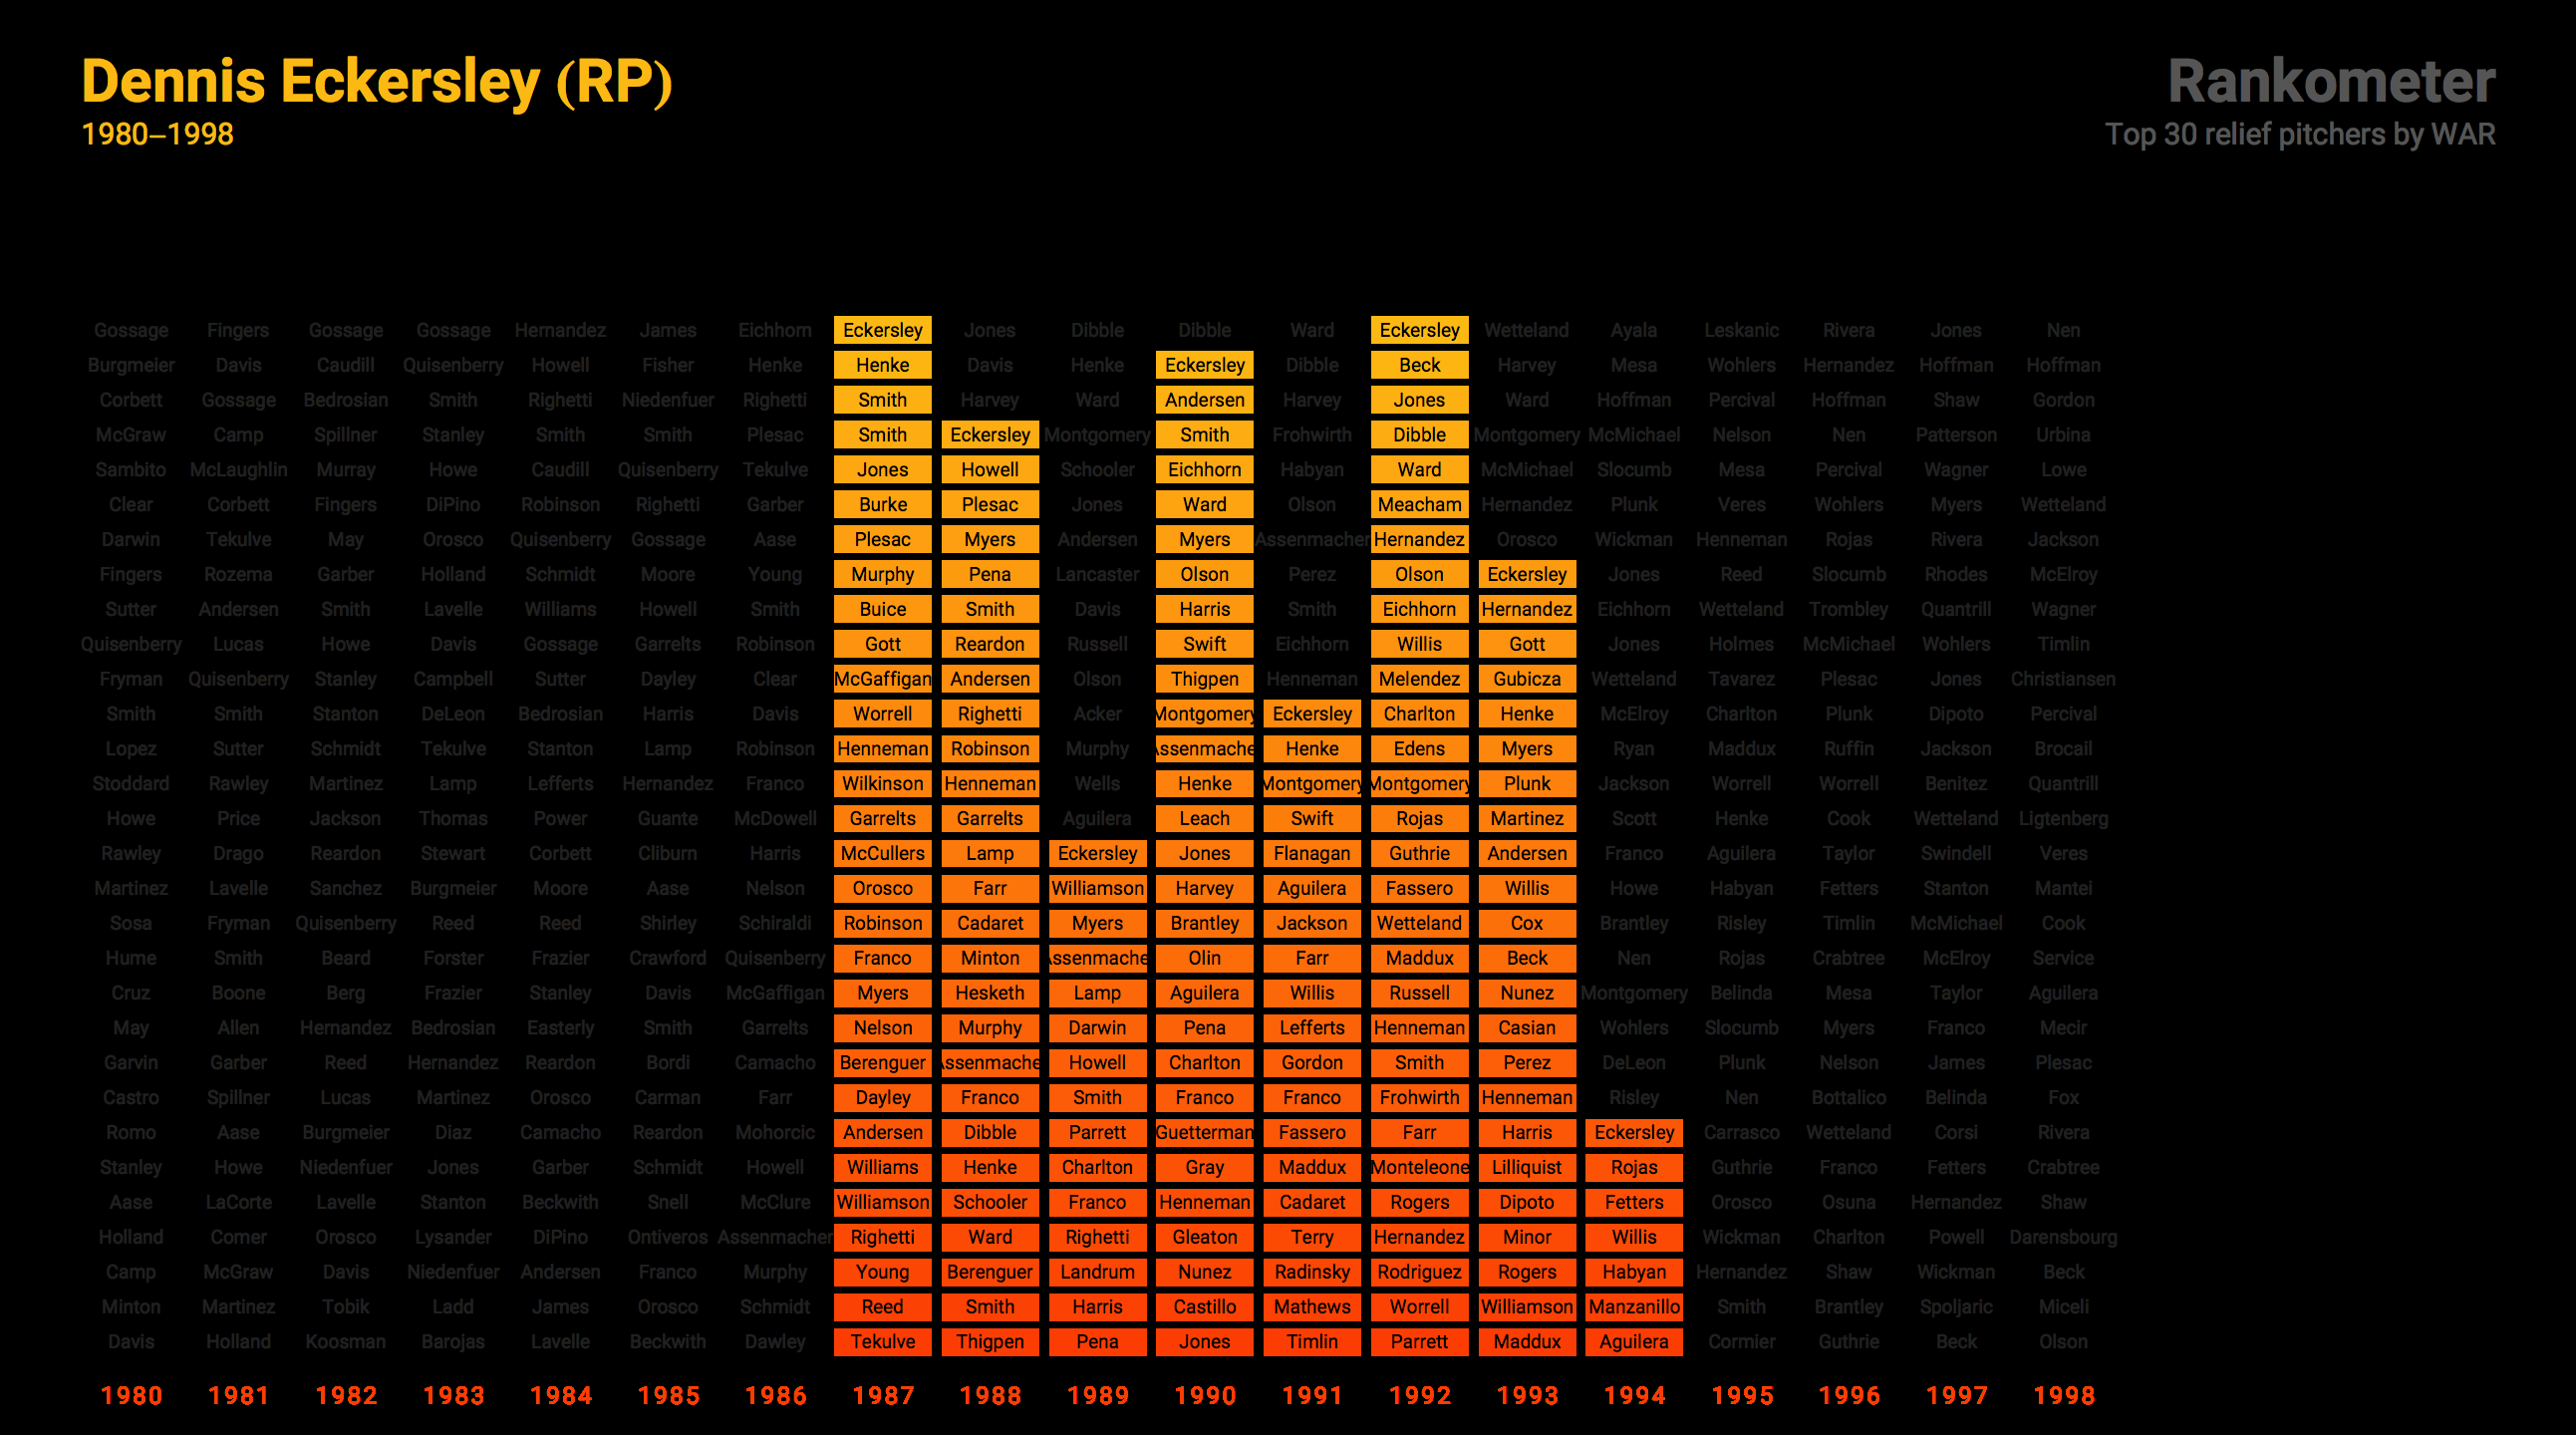 Dennis Eckersley (RP)
1980–1998
Rankometer
Top 30 relief pitchers by WAR
Gossage Fingers Gossage Gossage Hernandez James Eichhorn Eckersley Jones Dibble Dibble Ward Eckersley Wetteland Ayala Leskanic Rivera Jones Nen
Burgmeier Davis Caudill Quisenberry Howell Fisher Henke Henke Davis Henke Eckersley Dibble Beck Harvey Mesa Wohlers Hernandez Hoffman Hoffman
Corbett Gossage Bedrosian Smith Righetti Niedenfuer Righetti Smith Harvey Ward Andersen Harvey Jones Ward Hoffman Percival Hoffman Shaw Gordon
McGraw Camp Spillner Stanley Smith Smith Plesac Smith Eckersley Montgomery Smith Frohwirth Dibble Montgomery McMichael Nelson Nen Patterson Urbina
Sambito McLaughlin Murray Howe Caudill Quisenberry Tekulve Jones Howell Schooler Eichhorn Habyan Ward McMichael Slocumb Mesa Percival Wagner Lowe
Clear Corbett Fingers DiPino Robinson Righetti Garber Burke Plesac Jones Ward Olson Meacham Hernandez Plunk Veres Wohlers Myers Wetteland
Darwin Tekulve May Orosco Quisenberry Gossage Aase Plesac Myers Andersen Myers Assenmacher Hernandez Orosco Wickman Henneman Rojas Rivera Jackson
Fingers Rozema Garber Holland Schmidt Moore Young Murphy Pena Lancaster Olson Perez Olson Eckersley Jones Reed Slocumb Rhodes McElroy
Sutter Andersen Smith Lavelle Williams Howell Smith Buice Smith Davis Harris Smith Eichhorn Hernandez Eichhorn Wetteland Trombley Quantrill Wagner
Quisenberry Lucas Howe Davis Gossage Garrelts Robinson Gott Reardon Russell Swift Eichhorn Willis Gott Jones Holmes McMichael Wohlers Timlin
Fryman Quisenberry Stanley Campbell Sutter Dayley Clear McGaffigan Andersen Olson Thigpen Henneman Melendez Gubicza Wetteland Tavarez Plesac Jones Christiansen
Smith Smith Stanton DeLeon Bedrosian Harris Davis Worrell Righetti Acker Montgomery Eckersley Charlton Henke McElroy Charlton Plunk Dipoto Percival
Lopez Sutter Schmidt Tekulve Stanton Lamp Robinson Henneman Robinson Murphy Assenmache Henke Edens Myers Ryan Maddux Ruffin Jackson Brocail
Stoddard Rawley Martinez Lamp Lefferts Hernandez Franco Wilkinson Henneman Wells Henke Montgomery Montgomery Plunk Jackson Worrell Worrell Benitez Quantrill
Howe Price Jackson Thomas Power Guante McDowell Garrelts Garrelts Aguilera Leach Swift Rojas Martinez Scott Henke Cook Wetteland Ligtenberg
Rawley Drago Reardon Stewart Corbett Cliburn Harris McCullers Lamp Eckersley Jones Flanagan Guthrie Andersen Franco Aguilera Taylor Swindell Veres
Martinez Lavelle Sanchez Burgmeier Moore Aase Nelson Orosco Farr Williamson Harvey Aguilera Fassero Willis Howe Habyan Fetters Stanton Mantei
Sosa Fryman Quisenberry Reed Reed Shirley Schiraldi Robinson Cadaret Myers Brantley Jackson Wetteland Cox Brantley Risley Timlin McMichael Cook
Hume Smith Beard Forster Frazier Crawford Quisenberry Franco Minton Assenmache Olin Farr Maddux Beck Nen Rojas Crabtree McElroy Service
Cruz Boone Berg Frazier Stanley Davis McGaffigan Myers Hesketh Lamp Aguilera Willis Russell Nunez Montgomery Belinda Mesa Taylor Aguilera
May Allen Hernandez Bedrosian Easterly Smith Garrelts Nelson Murphy Darwin Pena Lefferts Henneman Casian Wohlers Slocumb Myers Franco Mecir
Garvin Garber Reed Hernandez Reardon Bordi Camacho Berenguer Assenmache Howell Charlton Gordon Smith Perez DeLeon Plunk Nelson James Plesac
Castro Spillner Lucas Martinez Orosco Carman Farr Dayley Franco Smith Franco Franco Frohwirth Henneman Risley Nen Bottalico Belinda Fox
Romo Aase Burgmeier Diaz Camacho Reardon Mohorcic Andersen Dibble Parrett Guetterman Fassero Farr Harris Eckersley Carrasco Wetteland Corsi Rivera
Stanley Howe Niedenfuer Jones Garber Schmidt Howell Williams Henke Charlton Gray Maddux Monteleone Lilliquist Rojas Guthrie Franco Fetters Crabtree
Aase LaCorte Lavelle Stanton Beckwith Snell McClure Williamson Schooler Franco Henneman Cadaret Rogers Dipoto Fetters Orosco Osuna Hernandez Shaw
Holland Comer Orosco Lysander DiPino Ontiveros Assenmacher Righetti Ward Righetti Gleaton Terry Hernandez Minor Willis Wickman Charlton Powell Darensbourg
Camp McGraw Davis Niedenfuer Andersen Franco Murphy Young Berenguer Landrum Nunez Radinsky Rodriguez Rogers Habyan Hernandez Shaw Wickman Beck
Minton Martinez Tobik Ladd James Orosco Schmidt Reed Smith Harris Castillo Mathews Worrell Williamson Manzanillo Smith Brantley Spoljaric Miceli
Davis Holland Koosman Barojas Lavelle Beckwith Dawley Tekulve Thigpen Pena Jones Timlin Parrett Maddux Aguilera Cormier Guthrie Beck Olson
1980 1981 1982 1983 1984 1985 1986 1987 1988 1989 1990 1991 1992 1993 1994 1995 1996 1997 1998